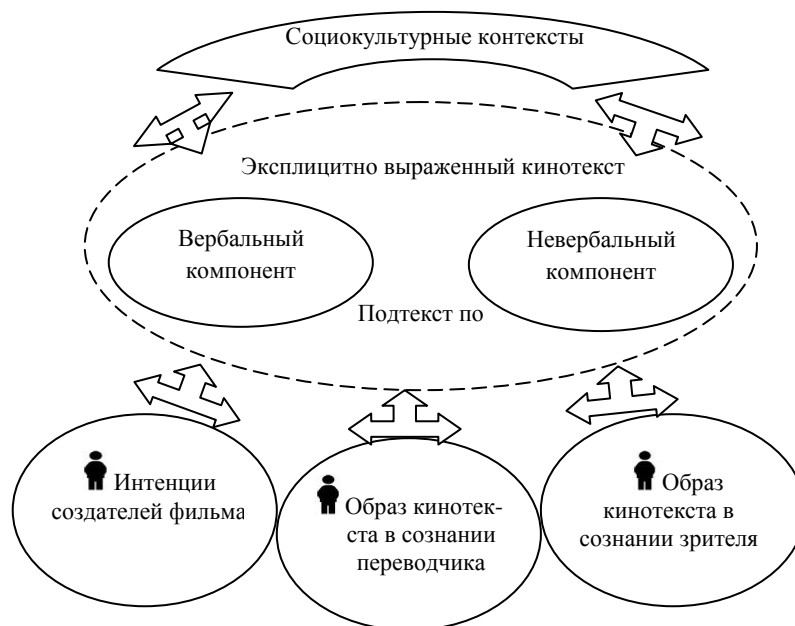 Социокультурные контексты
Эксплицитно выраженный кинотекст
Вербальный
компонент
Невербальный
компонент
Подтекст по
Интенции
создателей фильма
Образ кинотек-
ста в сознании
переводчика
Образ
кинотекста в
сознании зрителя